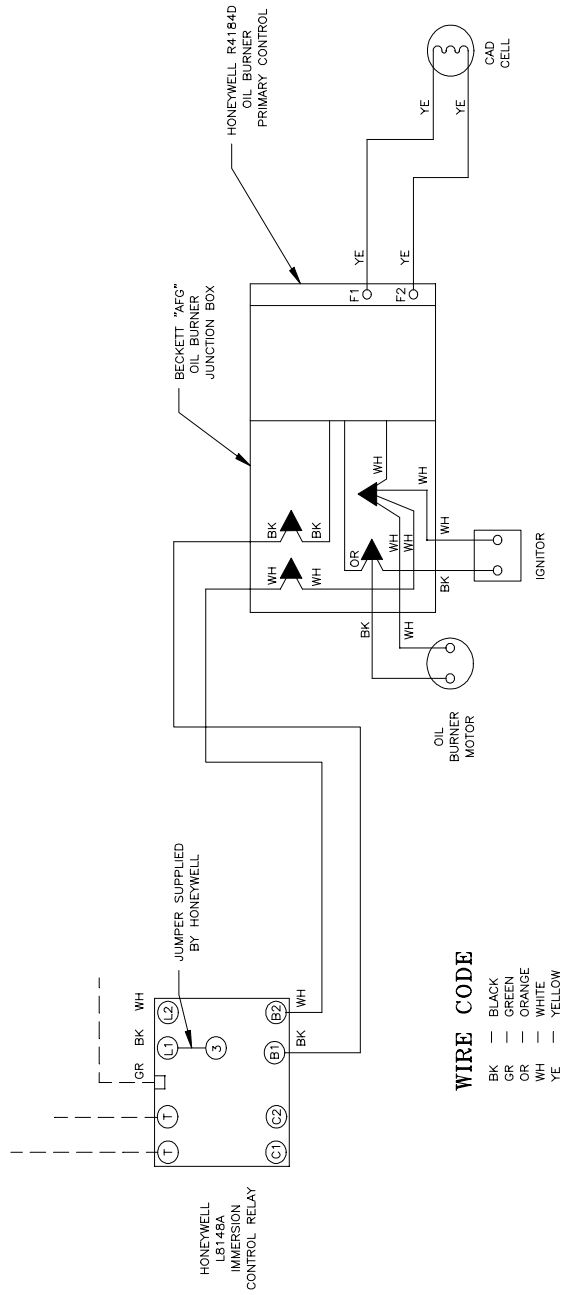 HONEYWELL
L8148A
IMMERSION
CONTROL RELAY
T
T
GR
BK
WH
L1
L2
3
C1
C2
B1
B2
BK
WH
JUMPER SUPPLIED
BY HONEYWELL
BECKETT "AFG"
OIL BURNER
JUNCTION BOX
HONEYWELL R4184D
OIL BURNER
PRIMARY CONTROL
WH
WH
BK
BK
OR
WH
WH
WH
WH
BK
WH
BK
WH
OIL
BURNER
MOTOR
IGNITOR
F1
F2
YE
YE
YE
YE
CAD
CELL
WIRE CODE
BK — BLACK
GR — GREEN
OR — ORANGE
WH — WHITE
YE — YELLOW